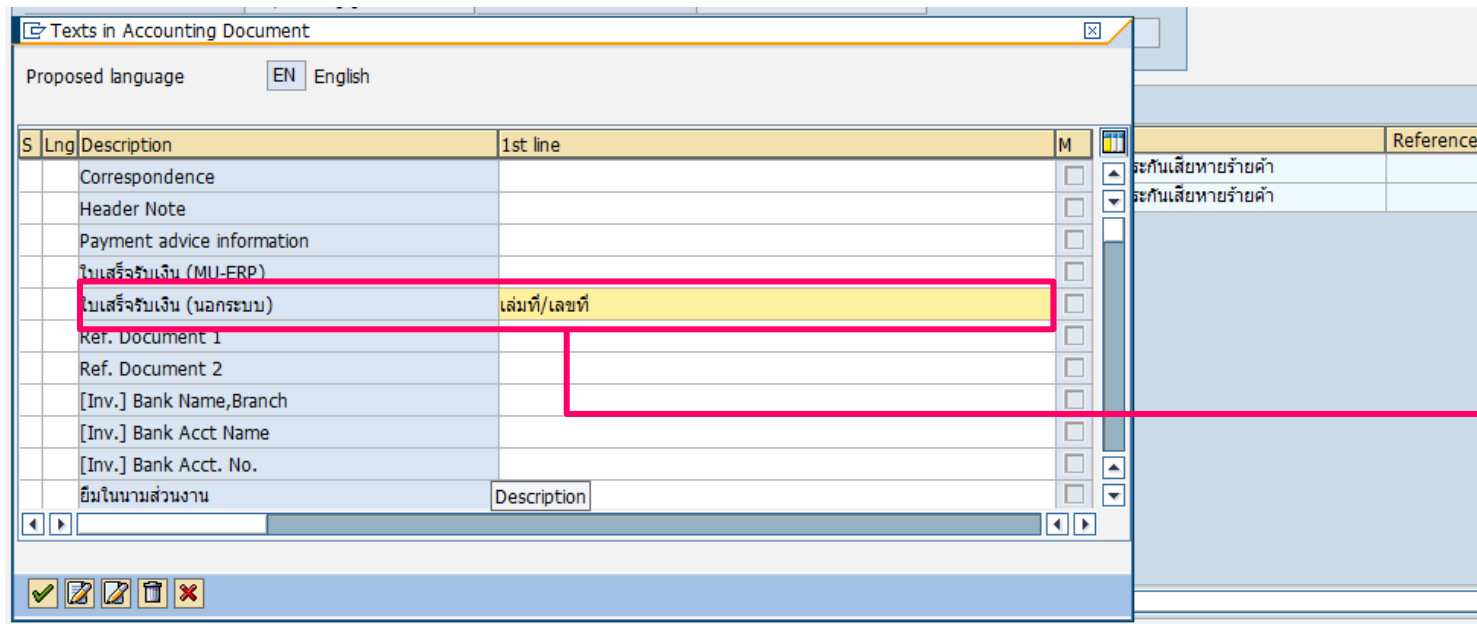 Texts in Accounting Document
Proposed language EN English
S Lng Description 1st line M
Reference
Correspondence
ระกันเสียหายร้ายค้า
Header Note
ระกันเสียหายร้ายค้า
Payment advice information
ใบเสร็จรับเงิน (MU-ERP)
ใบเสร็จรับเงิน (นอกระบบ) เล่มที่/เลขที่
Ref. Document 1
Ref. Document 2
[Inv.] Bank Name,Branch
[Inv.] Bank Acct Name
[Inv.] Bank Acct. No.
ยืมในนามส่วนงาน Description